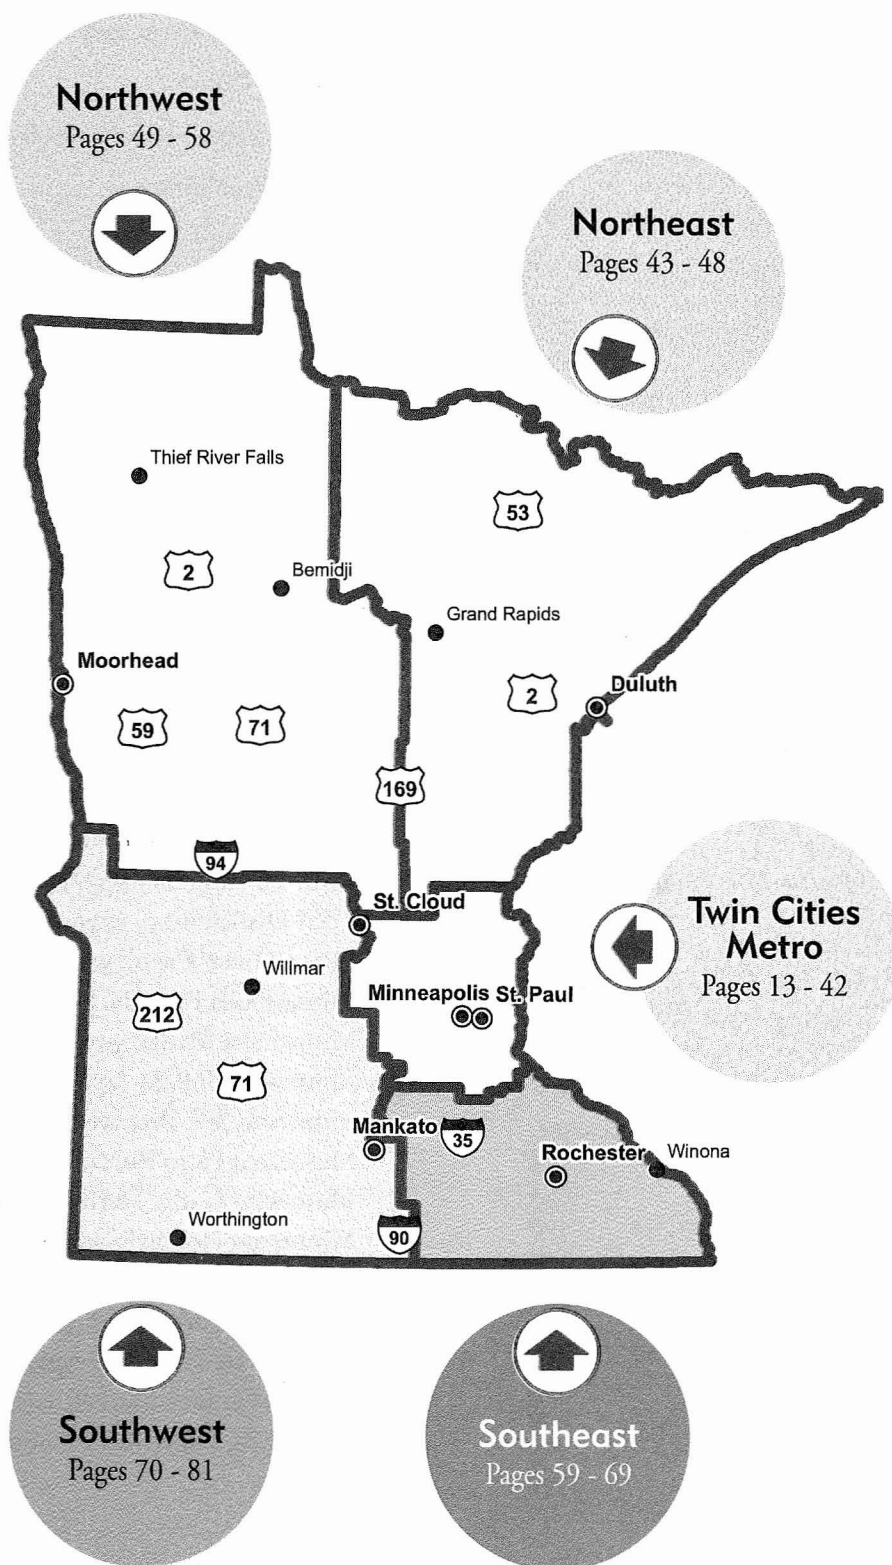 Northwest
Pages 49 - 58
Northeast
Pages 43 - 48
Thief River Falls
53
2
Bemidji
Grand Rapids
Moorhead
2
Duluth
59
71
169
94
St. Cloud
Twin Cities
Metro
Pages 13 - 42
Willmar
Minneapolis
St. Paul
212
71
Mankato
35
Rochester
Winona
Worthington
90
Southwest
Pages 70 - 81
Southeast
Pages 59 - 69